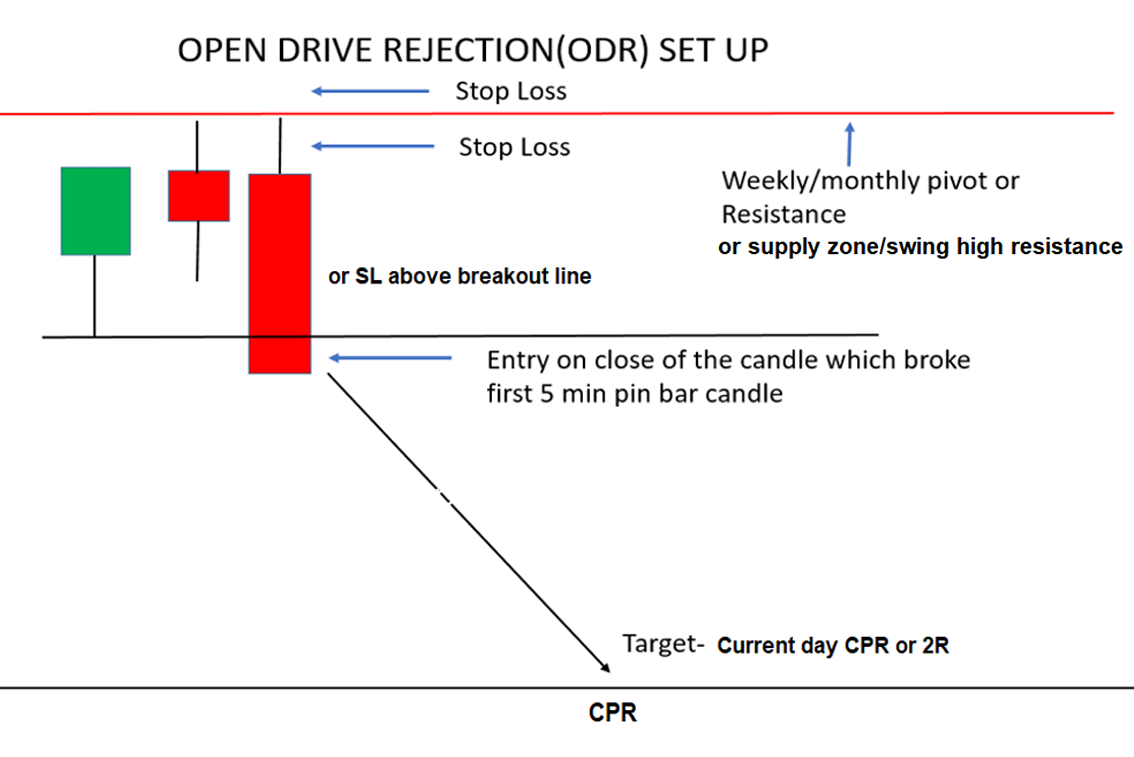 OPEN DRIVE REJECTION(ODR) SET UP
Stop Loss
Stop Loss
Weekly/monthly pivot or
Resistance
or supply zone/swing high resistance
or SL above breakout line
Entry on close of the candle which broke
first 5 min pin bar candle
Target- Current day CPR or 2R
CPR